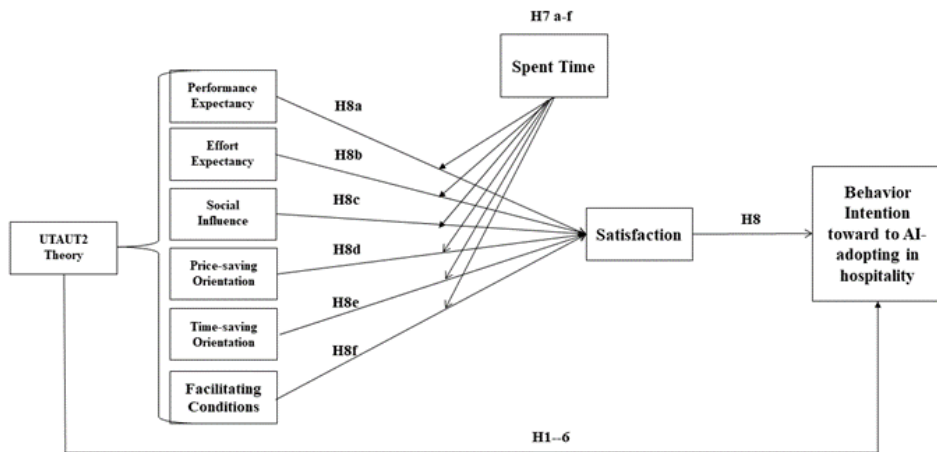 H7 a-f
Spent Time
Performance
Expectancy
H8a
Effort
Expectancy
H8b
Social
Influence
H8c
UTAUT2
Theory
Price-saving
Orientation
H8d
Time-saving
Orientation
H8e
Facilitating
Conditions
H8f
Satisfaction
H8
Behavior
Intention
toward to AI-
adopting in
hospitality
H1--6